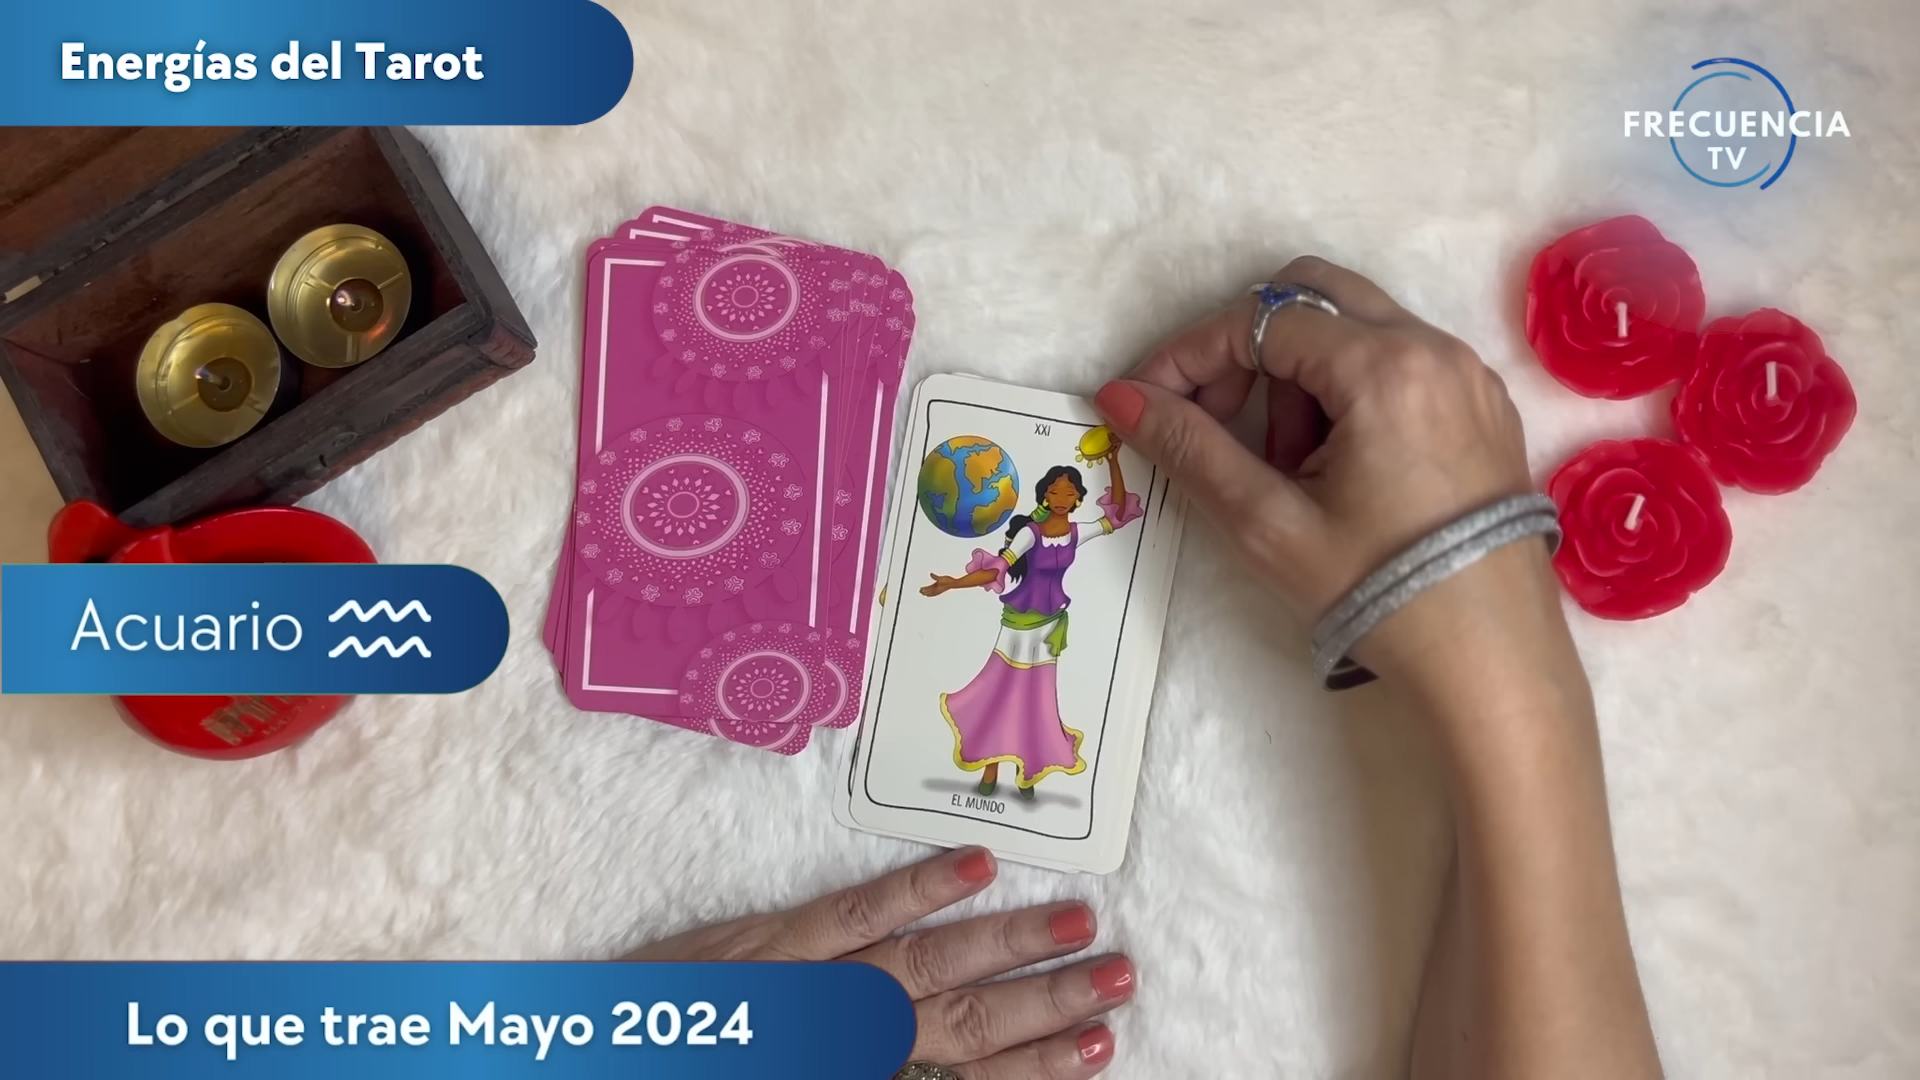 Energías del Tarot
FRECUENCIA
TV
XXI
EL MUNDO
Acuario
Lo que trae Mayo 2024